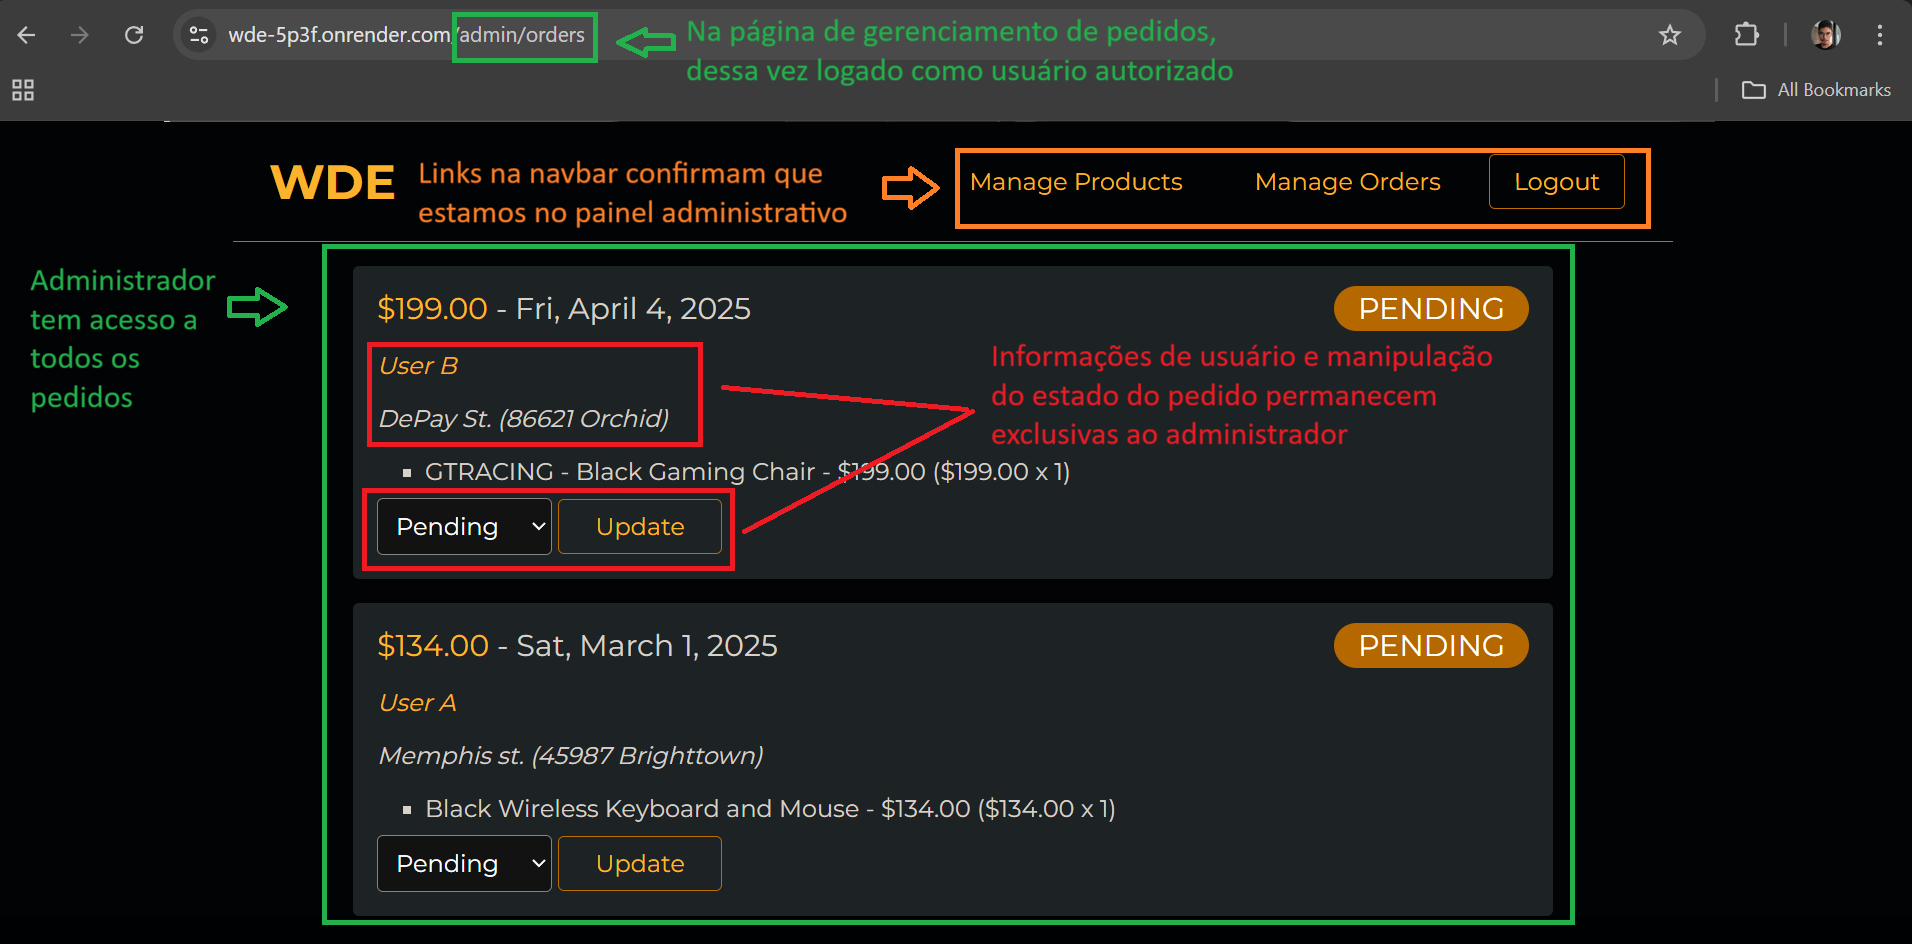 wde-5p3f.onrender.com/admin/orders
Na página de gerenciamento de pedidos,
dessa vez logado como usuário autorizado
All Bookmarks
WDE
Links na navbar confirmam que
estamos no painel administrativo
Manage Products
Manage Orders
Logout
Administrador
tem acesso a
todos os
pedidos
$199.00 - Fri, April 4, 2025
PENDING
User B
DePay St. (86621 Orchid)
Informações de usuário e manipulação
do estado do pedido permanecem
exclusivas ao administrador
GTRACING - Black Gaming Chair - $199.00 ($199.00 x 1)
Pending
Update
$134.00 - Sat, March 1, 2025
PENDING
User A
Memphis st. (45987 Brighttown)
Black Wireless Keyboard and Mouse - $134.00 ($134.00 x 1)
Pending
Update